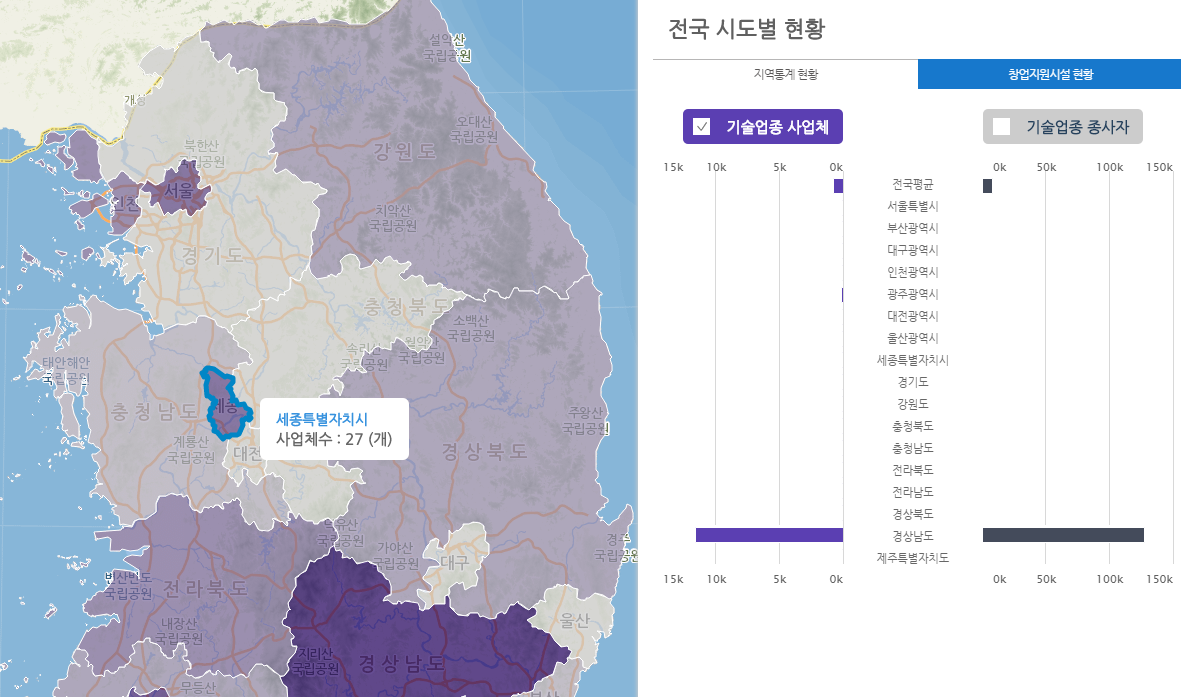 설악산
국립공원
개성
오대산
국립공원
북한산
국립공원
강원도
서울
인천
치악산
국립공원
경기도
충청북도
소백산
국립공원
월악산
국립공원
속리산
국립공원
태안해안
국립공원
세종
충청남도
주왕산
국립공원
계룡산
국립공원
대전
경상북도
세종특별자치시
사업체수 : 27 (개)
덕유산
국립공원
가야산
국립공원
대구
경주
국립공원
변산반도
국립공원
전라북도
내장산
국립공원
울산
지리산
국립공원
경상남도
무등산
부산
전국 시도별 현황
지역통계 현황
창업지원시설 현황
기술업종 사업체
기술업종 종사자
15k 10k 5k 0k 0k 50k 100k 150k
전국평균
서울특별시
부산광역시
대구광역시
인천광역시
광주광역시
대전광역시
울산광역시
세종특별자치시
경기도
강원도
충청북도
충청남도
전라북도
전라남도
경상북도
경상남도
제주특별자치도
15k 10k 5k 0k 0k 50k 100k 150k